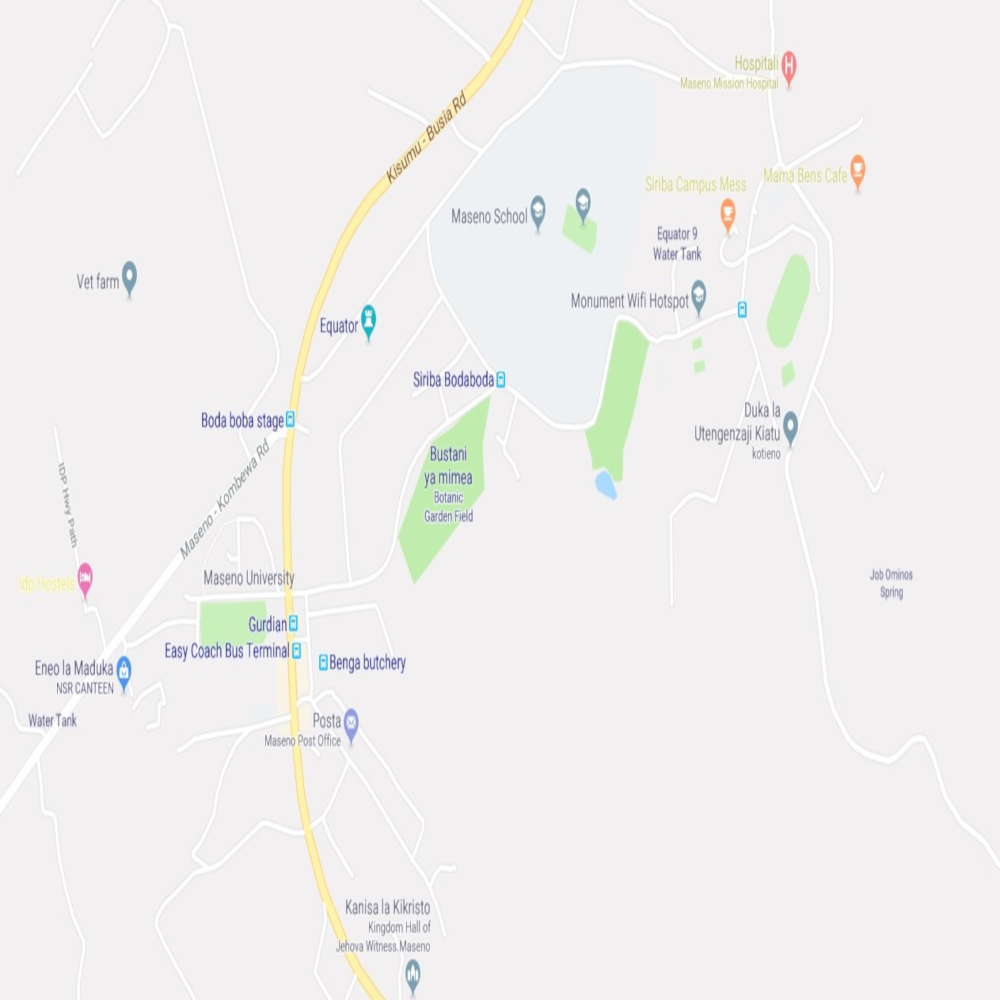 Hospitali
Maseno Mission Hospital
Kisumu - Busia Rd
Mama Bens Cafe
Siriba Campus Mess
Maseno School
Equator 9
Water Tank
Vet farm
Monument Wifi Hotspot
Equator
Siriba Bodaboda
Boda boba stage
Duka la
Utengenzaji Kiatu
kotieno
Bustani
ya mimea
Botanic
Garden Field
Maseno - Kombewa Rd
IDP Hwy Path
Maseno University
Idp Hostels
Job Ominos
Spring
Gurdian
Easy Coach Bus Terminal
Benga butchery
Eneo la Maduka
NSR CANTEEN
Water Tank
Posta
Maseno Post Office
Kanisa la Kikristo
Kingdom Hall of
Jehova Witness.Maseno